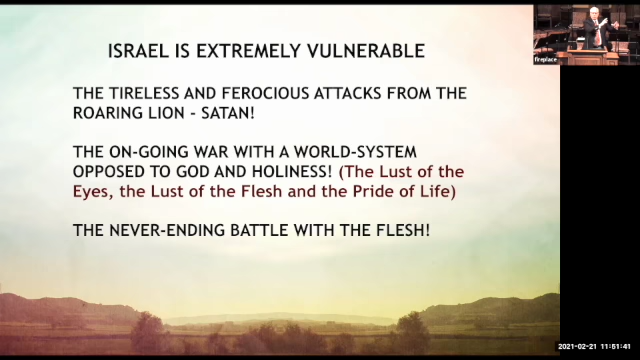 ISRAEL IS EXTREMELY VULNERABLE
THE TIRELESS AND FEROCIOUS ATTACKS FROM THE
ROARING LION - SATAN!
THE ON-GOING WAR WITH A WORLD-SYSTEM
OPPOSED TO GOD AND HOLINESS! (The Lust of the
Eyes, the Lust of the Flesh and the Pride of Life)
THE NEVER-ENDING BATTLE WITH THE FLESH!
fireplace
2021-02-21 11:51:41